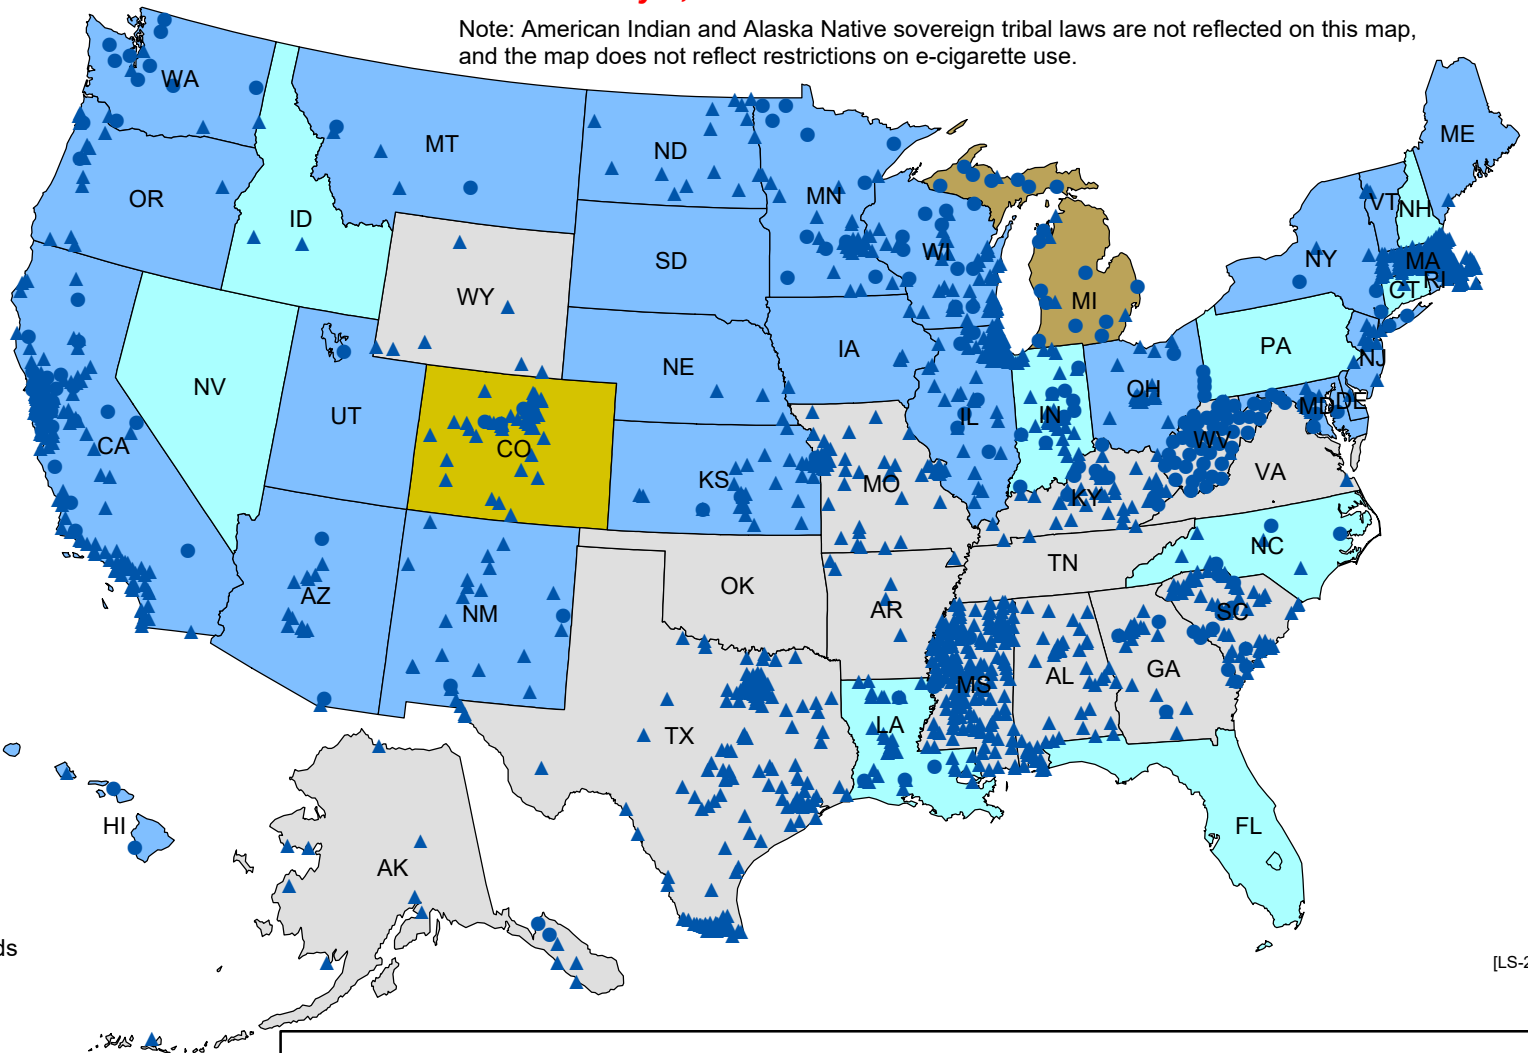 Note: American Indian and Alaska Native sovereign tribal laws are not reflected on this map,
and the map does not reflect restrictions on e-cigarette use.
WA
MT
ND
ME
OR
ID
MN
VT
NH
WI
NY
MA
SD
RI
CT
WY
MI
IA
PA
NE
NJ
NV
OH
UT
IL
IN
MD
DE
CA
CO
WV
KS
MO
VA
KY
NC
TN
OK
AZ
AR
NM
SC
GA
AL
MS
LA
TX
HI
FL
AK
ds
[LS-2